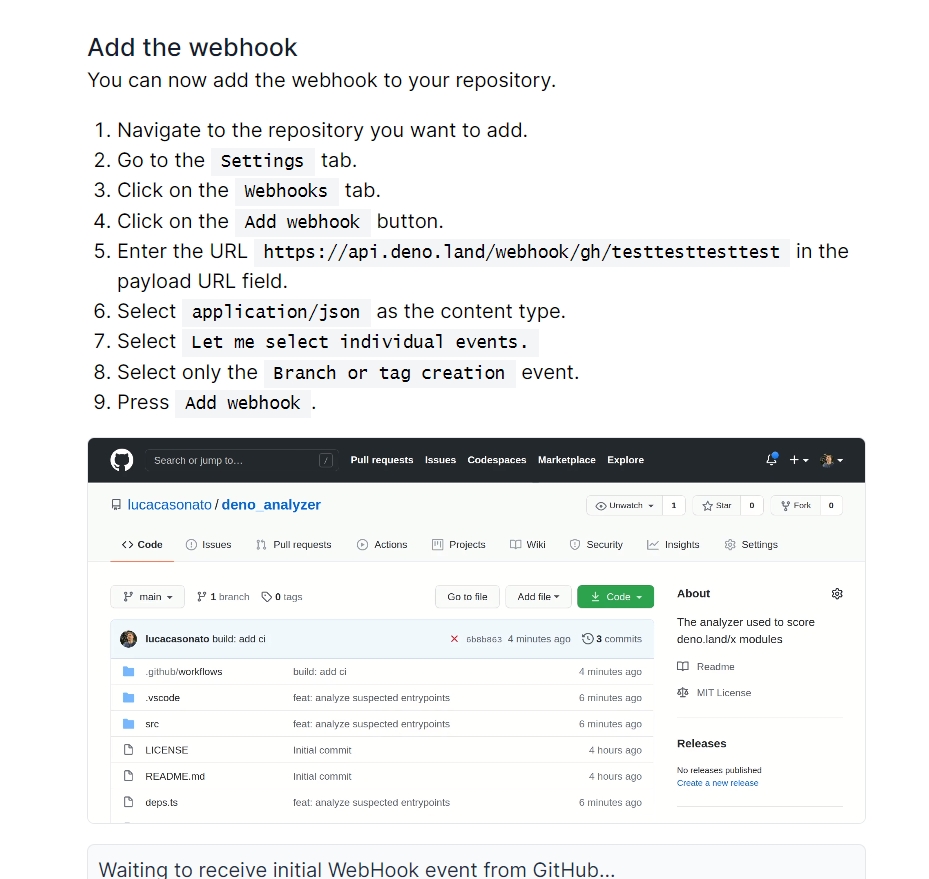 Add the webhook
You can now add the webhook to your repository.
1. Navigate to the repository you want to add.
2. Go to the Settings tab.
3. Click on the Webhooks tab.
4. Click on the Add webhook button.
5. Enter the URL https://api.deno.land/webhook/gh/testtesttesttest in the
payload URL field.
6. Select application/json as the content type.
7. Select Let me select individual events.
8. Select only the Branch or tag creation event.
9. Press Add webhook.
Search or jump to… / Pull requests Issues Codespaces Marketplace Explore
lucacasonato / deno_analyzer Unwatch 1 Star 0 Fork 0
Code Issues Pull requests Actions Projects Wiki Security Insights Settings
main 1 branch 0 tags Go to file Add file Code
lucacasonato build: add ci 6b8b863 4 minutes ago 3 commits
.github/workflows build: add ci 4 minutes ago
.vscode feat: analyze suspected entrypoints 6 minutes ago
src feat: analyze suspected entrypoints 6 minutes ago
LICENSE Initial commit 4 hours ago
README.md Initial commit 4 hours ago
deps.ts feat: analyze suspected entrypoints 6 minutes ago
About
The analyzer used to score
deno.land/x modules
Readme
MIT License
Releases
No releases published
Create a new release
Waiting to receive initial WebHook event from GitHub...